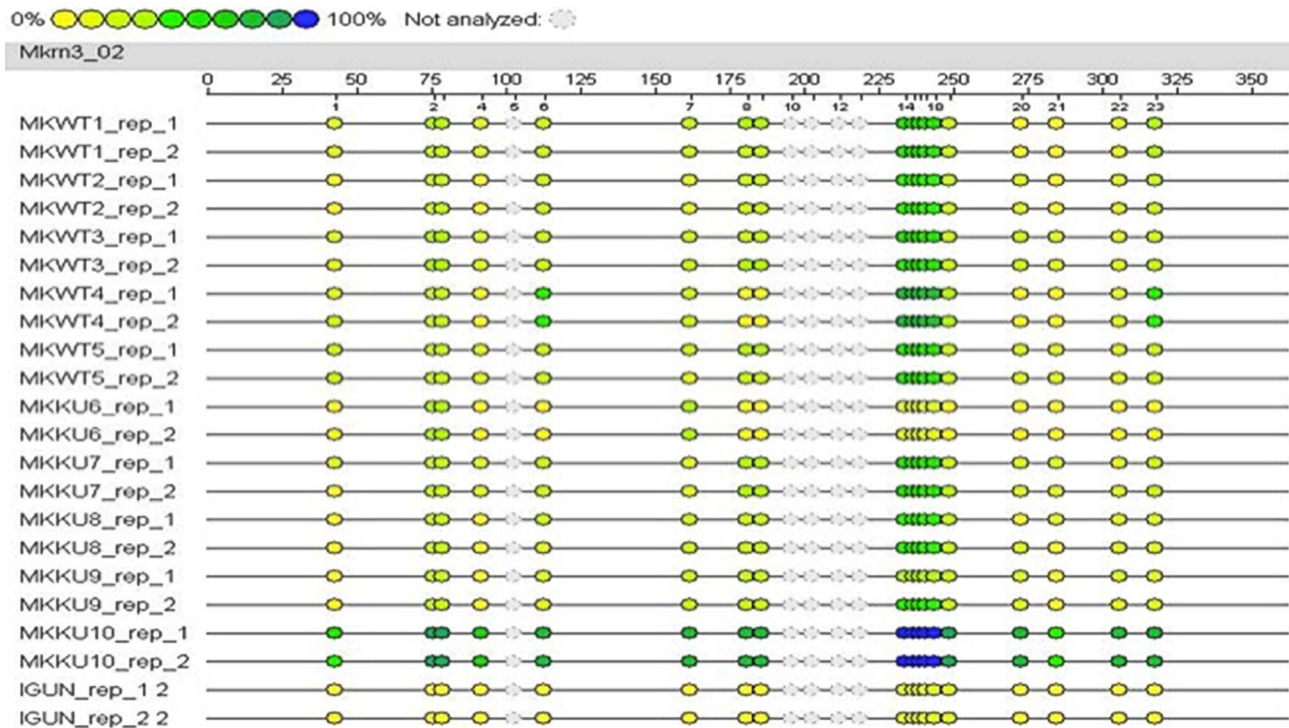 0% 100% Not analyzed:
Mkrn3_02
0 25 50 75 100 125 150 175 200 225 250 275 300 325 350
1 2 4 5 6 7 8 10 12 14 18 20 21 22 23
MKWT1_rep_1
MKWT1_rep_2
MKWT2_rep_1
MKWT2_rep_2
MKWT3_rep_1
MKWT3_rep_2
MKWT4_rep_1
MKWT4_rep_2
MKWT5_rep_1
MKWT5_rep_2
MKKU6_rep_1
MKKU6_rep_2
MKKU7_rep_1
MKKU7_rep_2
MKKU8_rep_1
MKKU8_rep_2
MKKU9_rep_1
MKKU9_rep_2
MKKU10_rep_1
MKKU10_rep_2
IGUN_rep_1 2
IGUN_rep_2 2